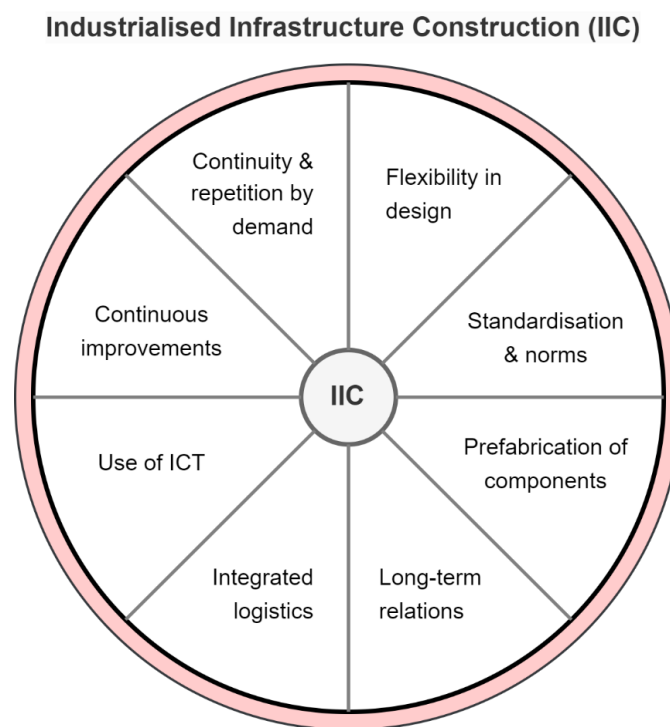 Industrialised Infrastructure Construction (IIC)
Continuity &
repetition by
demand
Flexibility in
design
Continuous
improvements
Standardisation
& norms
IIC
Use of ICT
Prefabrication of
components
Integrated
logistics
Long-term
relations